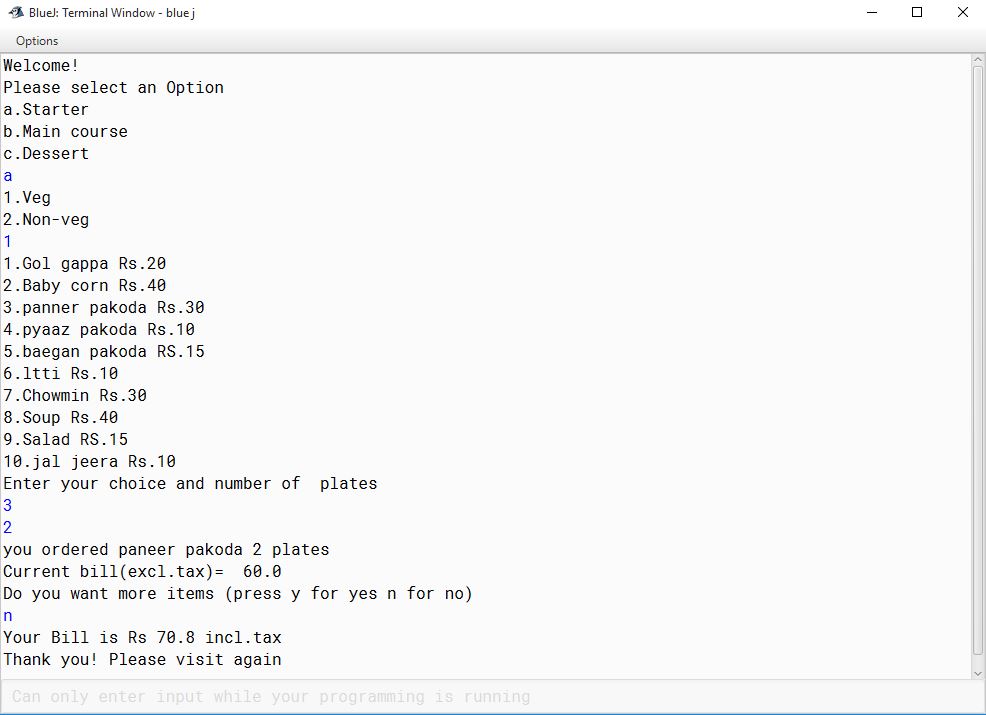 BlueJ: Terminal Window - blue j
Options
Welcome!
Please select an Option
a.Starter
b.Main course
c.Dessert
a
1.Veg
2.Non-veg
1
1.Gol gappa Rs.20
2.Baby corn Rs.40
3.panner pakoda Rs.30
4.pyaaz pakoda Rs.10
5.baegan pakoda RS.15
6.ltti Rs.10
7.Chowmin Rs.30
8.Soup Rs.40
9.Salad RS.15
10.jal jeera Rs.10
Enter your choice and number of  plates
3
2
you ordered paneer pakoda 2 plates
Current bill(excl.tax)=  60.0
Do you want more items (press y for yes n for no)
n
Your Bill is Rs 70.8 incl.tax
Thank you! Please visit again
Can only enter input while your programming is running